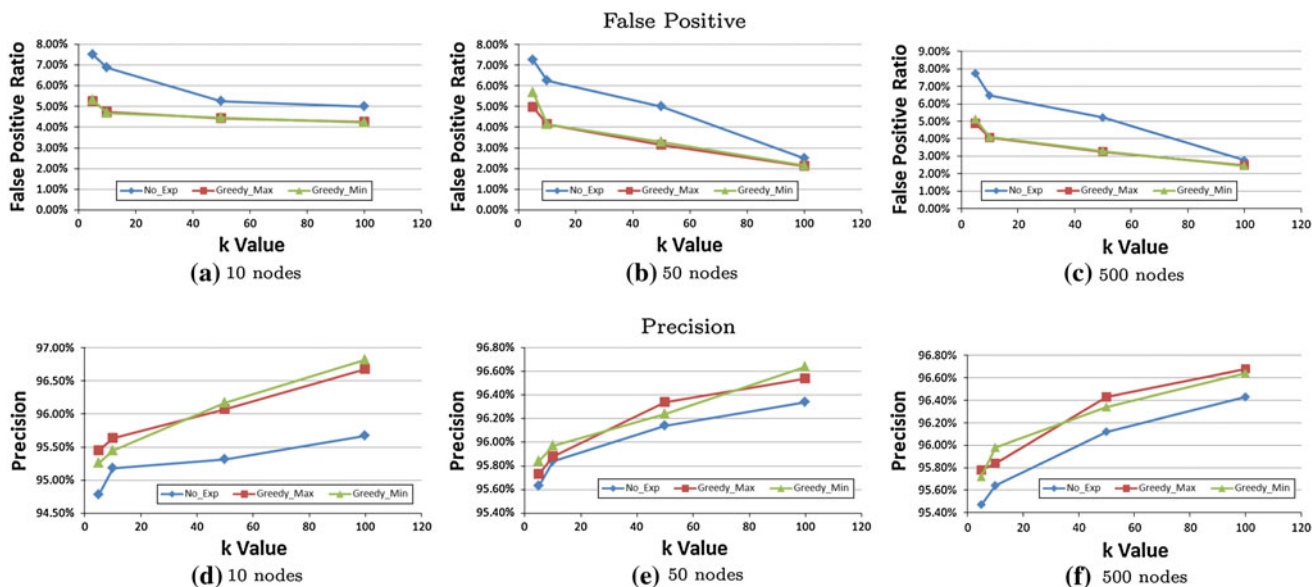 False Positive
False Positive Ratio
8.00%
7.00%
6.00%
5.00%
4.00%
3.00%
2.00%
1.00%
0.00%
No_Exp Greedy_Max Greedy_Min
0 20 40 60 80 100 120
k Value
(a) 10 nodes
False Positive Ratio
8.00%
7.00%
6.00%
5.00%
4.00%
3.00%
2.00%
1.00%
0.00%
No_Exp Greedy_Max Greedy_Min
0 20 40 60 80 100 120
k Value
(b) 50 nodes
False Positive Ratio
9.00%
8.00%
7.00%
6.00%
5.00%
4.00%
3.00%
2.00%
1.00%
0.00%
No_Exp Greedy_Max Greedy_Min
0 20 40 60 80 100 120
k Value
(c) 500 nodes
Precision
Precision
97.00%
96.50%
96.00%
95.50%
95.00%
94.50%
No_Exp Greedy_Max Greedy_Min
0 20 40 60 80 100 120
k Value
(d) 10 nodes
Precision
96.80%
96.60%
96.40%
96.20%
96.00%
95.80%
95.60%
95.40%
No_Exp Greedy_Max Greedy_Min
0 20 40 60 80 100 120
k Value
(e) 50 nodes
Precision
96.80%
96.60%
96.40%
96.20%
96.00%
95.80%
95.60%
95.40%
No_Exp Greedy_Max Greedy_Min
0 20 40 60 80 100 120
k Value
(f) 500 nodes